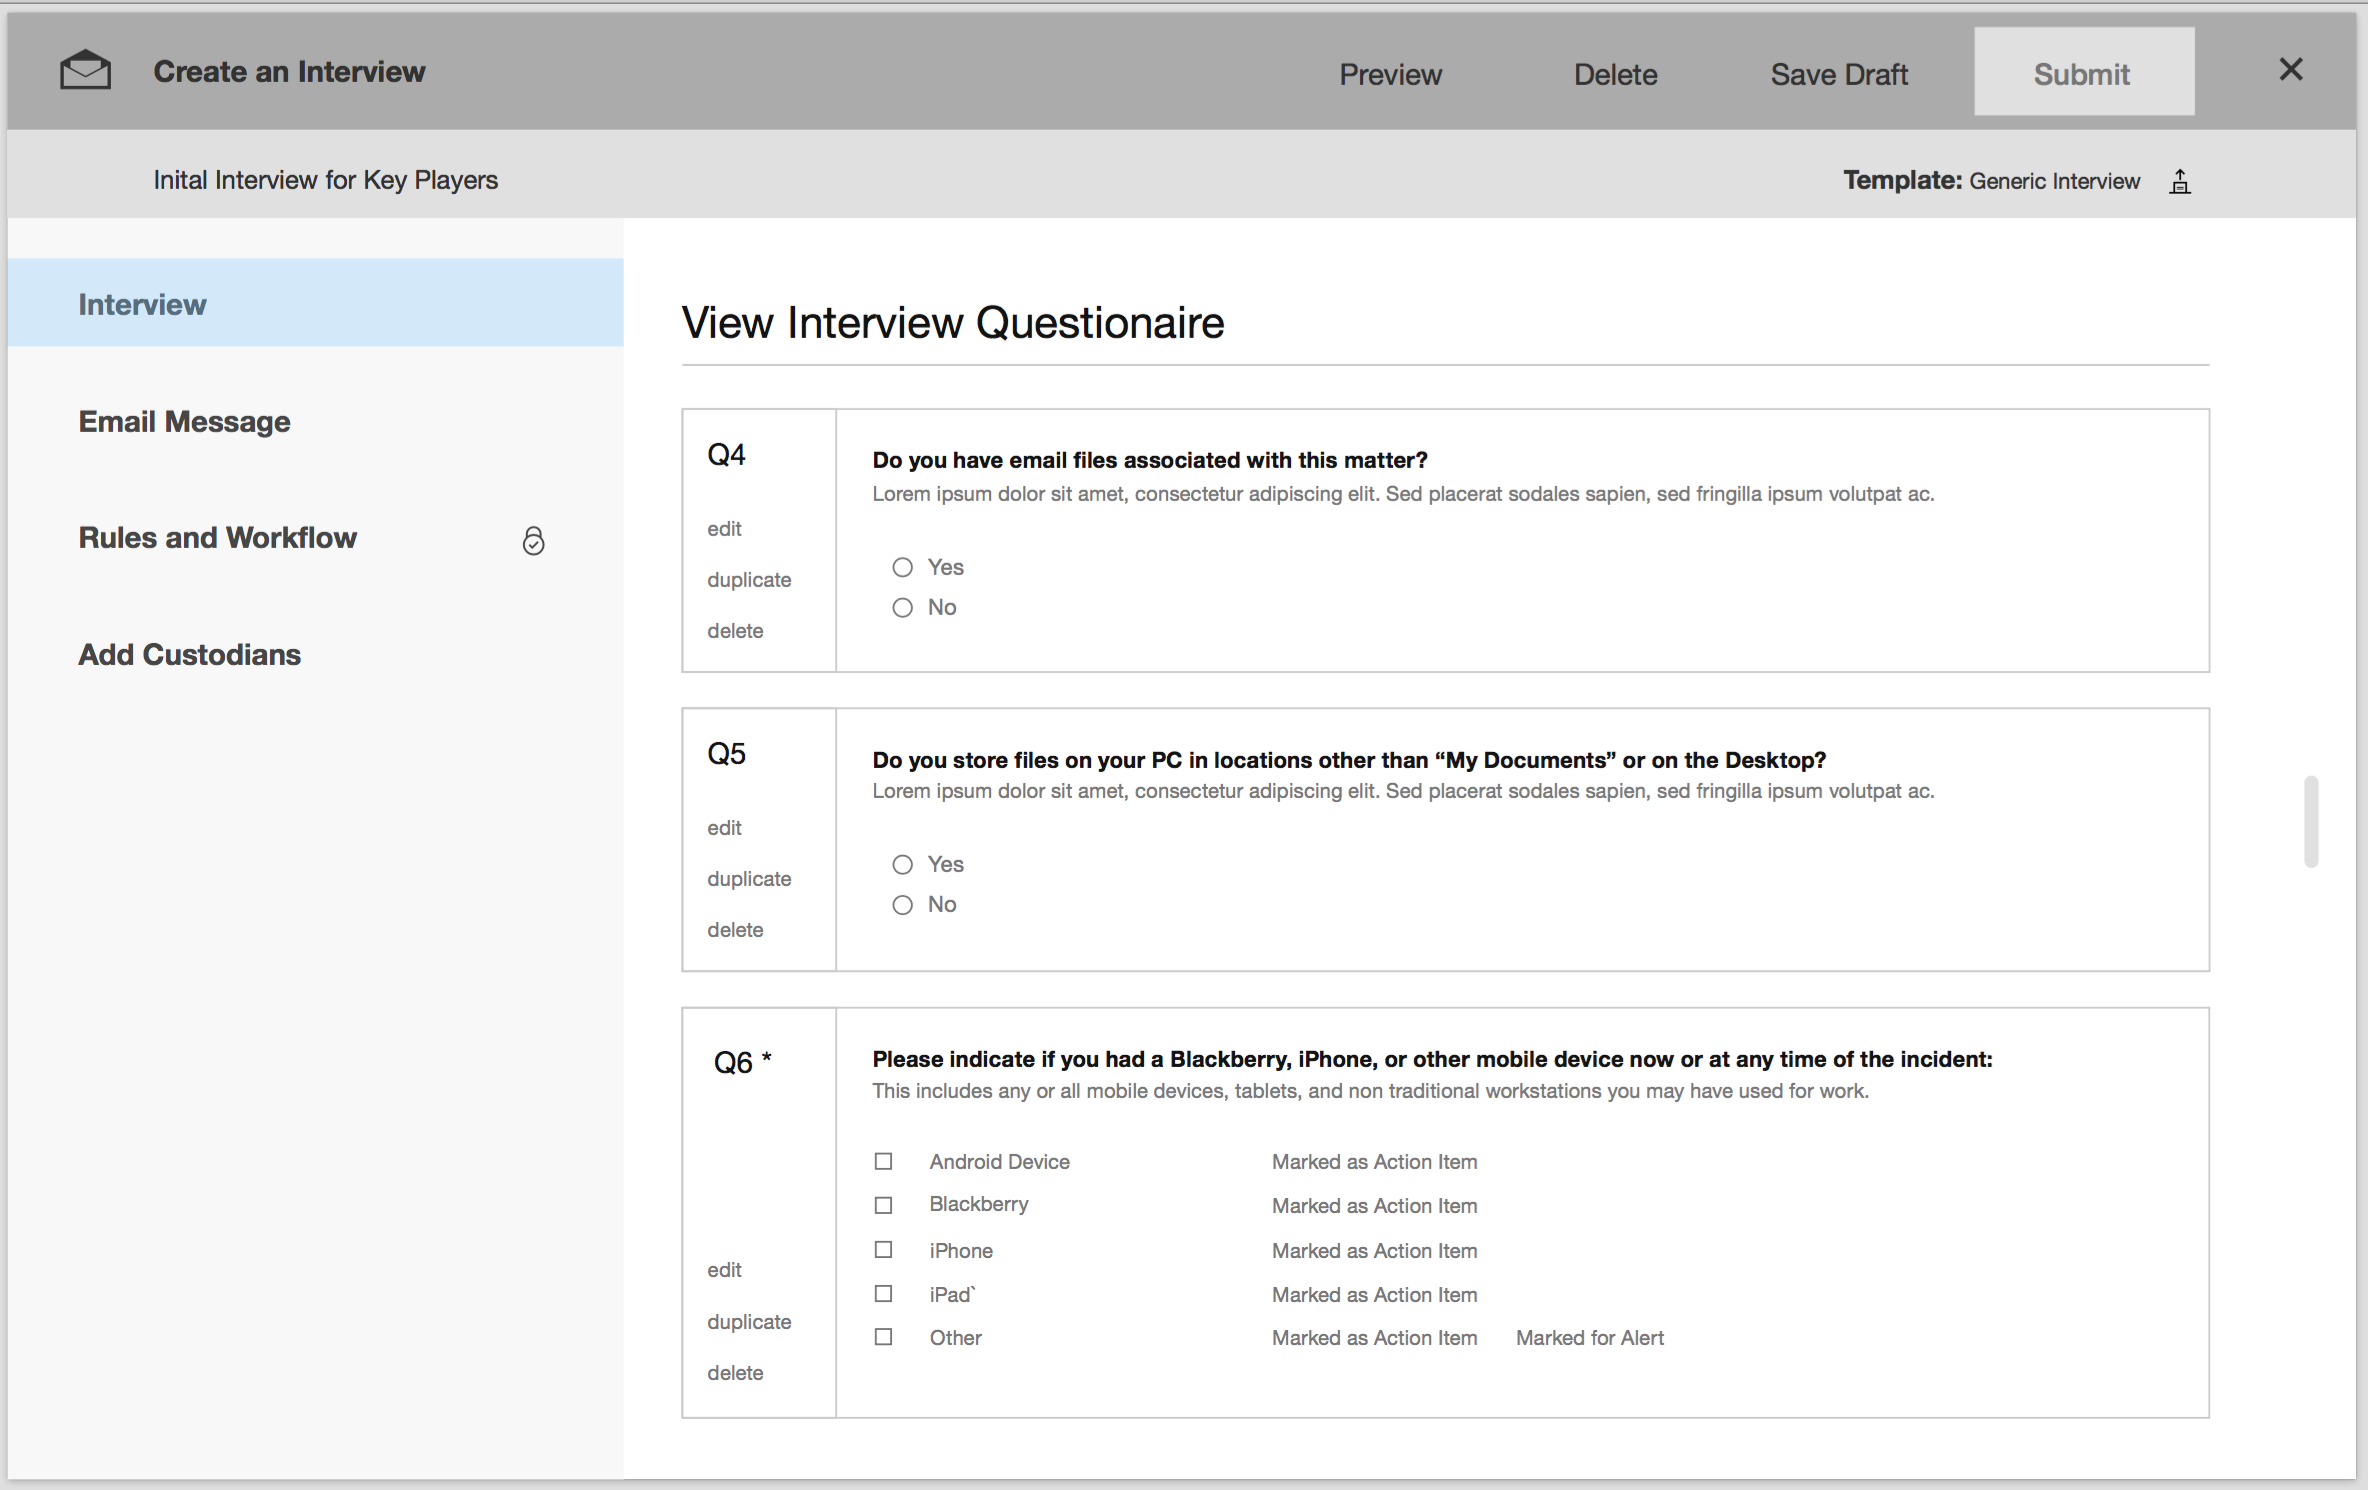 Create an Interview
Preview
Delete
Save Draft
Submit
Inital Interview for Key Players
Template: Generic Interview
Interview
Email Message
Rules and Workflow
Add Custodians
View Interview Questionaire
Q4
edit
duplicate
delete
Do you have email files associated with this matter?
Lorem ipsum dolor sit amet, consectetur adipiscing elit. Sed placerat sodales sapien, sed fringilla ipsum volutpat ac.
Yes
No
Q5
edit
duplicate
delete
Do you store files on your PC in locations other than “My Documents” or on the Desktop?
Lorem ipsum dolor sit amet, consectetur adipiscing elit. Sed placerat sodales sapien, sed fringilla ipsum volutpat ac.
Yes
No
Q6 *
edit
duplicate
delete
Please indicate if you had a Blackberry, iPhone, or other mobile device now or at any time of the incident:
This includes any or all mobile devices, tablets, and non traditional workstations you may have used for work.
Android Device Marked as Action Item
Blackberry Marked as Action Item
iPhone Marked as Action Item
iPad` Marked as Action Item
Other Marked as Action Item Marked for Alert